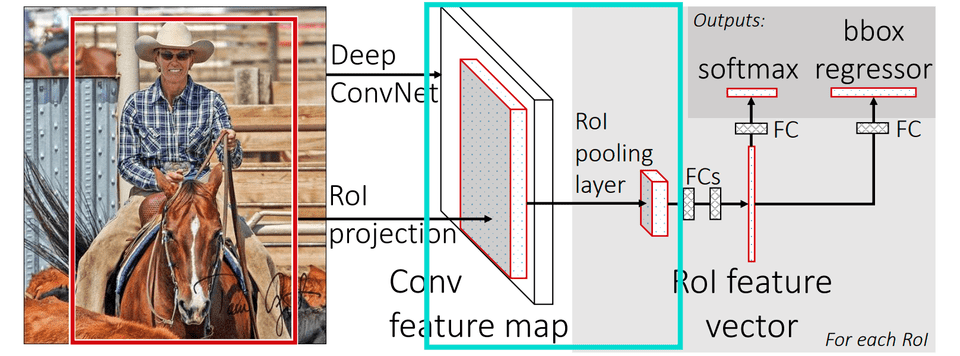 Deep
ConvNet
RoI
projection
Conv
feature map
RoI
pooling
layer
FCs
RoI feature
vector
Outputs:
softmax
bbox
regressor
FC
FC
For each RoI